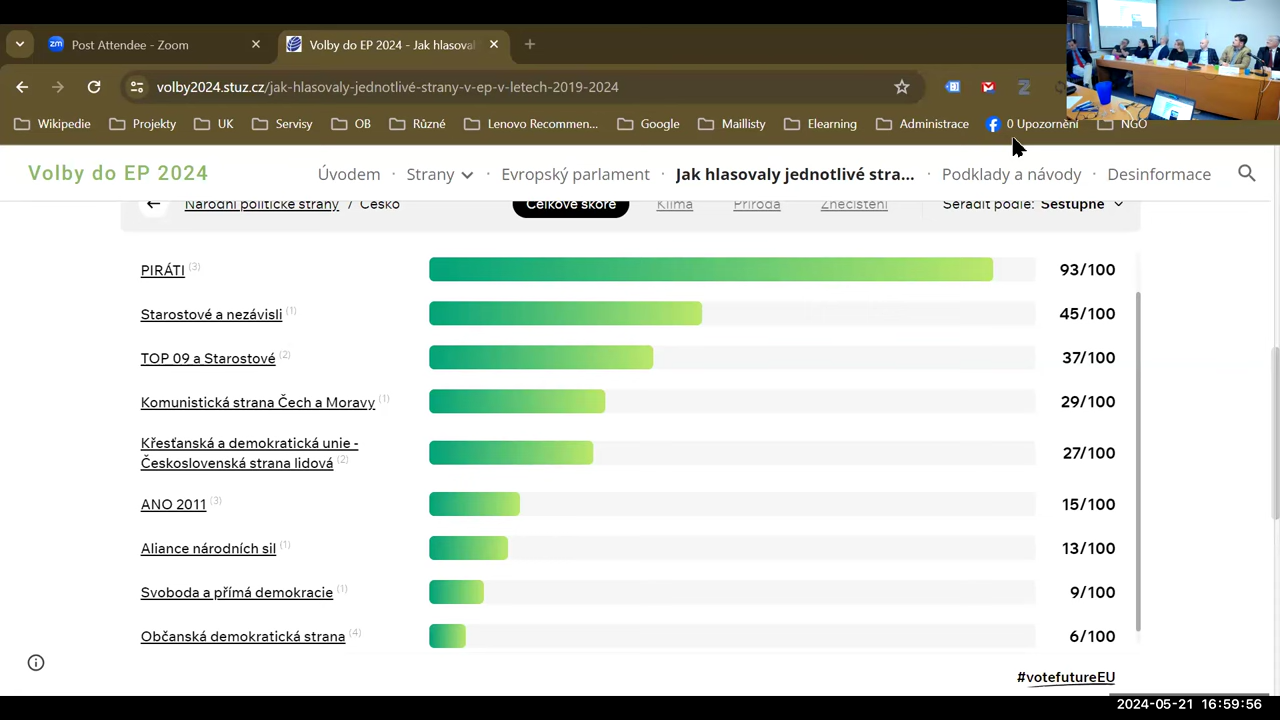 Post Attendee - Zoom
Volby do EP 2024 - Jak hlasoval
volby2024.stuz.cz/jak-hlasovaly-jednotlivé-strany-v-ep-v-letech-2019-2024
Wikipedie Projekty UK Servisy OB Různé Lenovo Recommen... Google Maillisty Elearning Administrace 0 Upozornění NGO
Volby do EP 2024 Úvodem · Strany · Evropský parlament · Jak hlasovaly jednotlivé stra... · Podklady a návody · Desinformace
Národní politické strany / Česko Celkové skóre Klima Příroda Znečištění Seřadit podle: Sestupně
PIRÁTI (3) 93/100
Starostové a nezávisli (1) 45/100
TOP 09 a Starostové (2) 37/100
Komunistická strana Čech a Moravy (1) 29/100
Křesťanská a demokratická unie -
Československá strana lidová (2) 27/100
ANO 2011 (3) 15/100
Aliance národních sil (1) 13/100
Svoboda a přímá demokracie (1) 9/100
Občanská demokratická strana (4) 6/100
#votefutureEU
2024-05-21 16:59:56